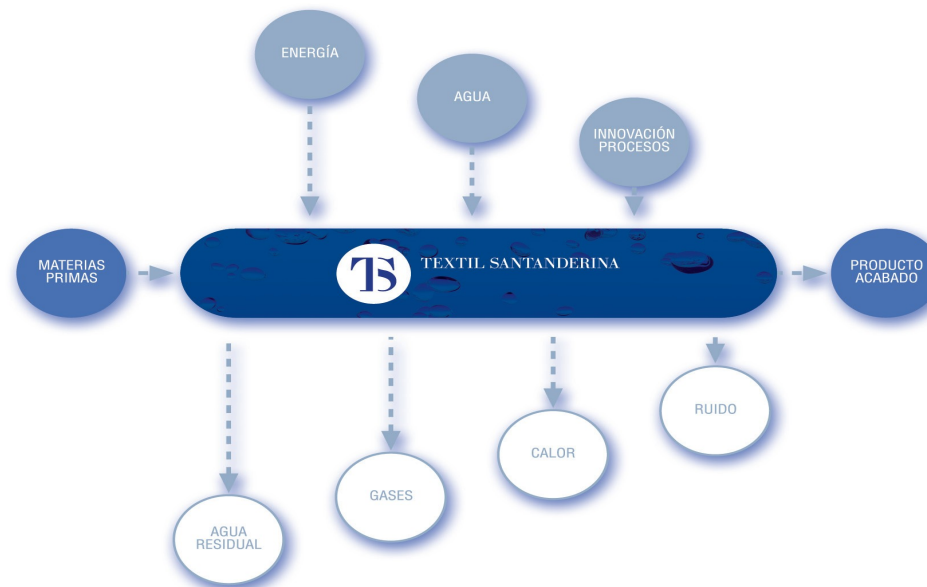 ENERGÍA
AGUA
INNOVACIÓN
PROCESOS
MATERIAS
PRIMAS
TS
TEXTIL SANTANDERINA
PRODUCTO
ACABADO
RUIDO
CALOR
GASES
AGUA
RESIDUAL